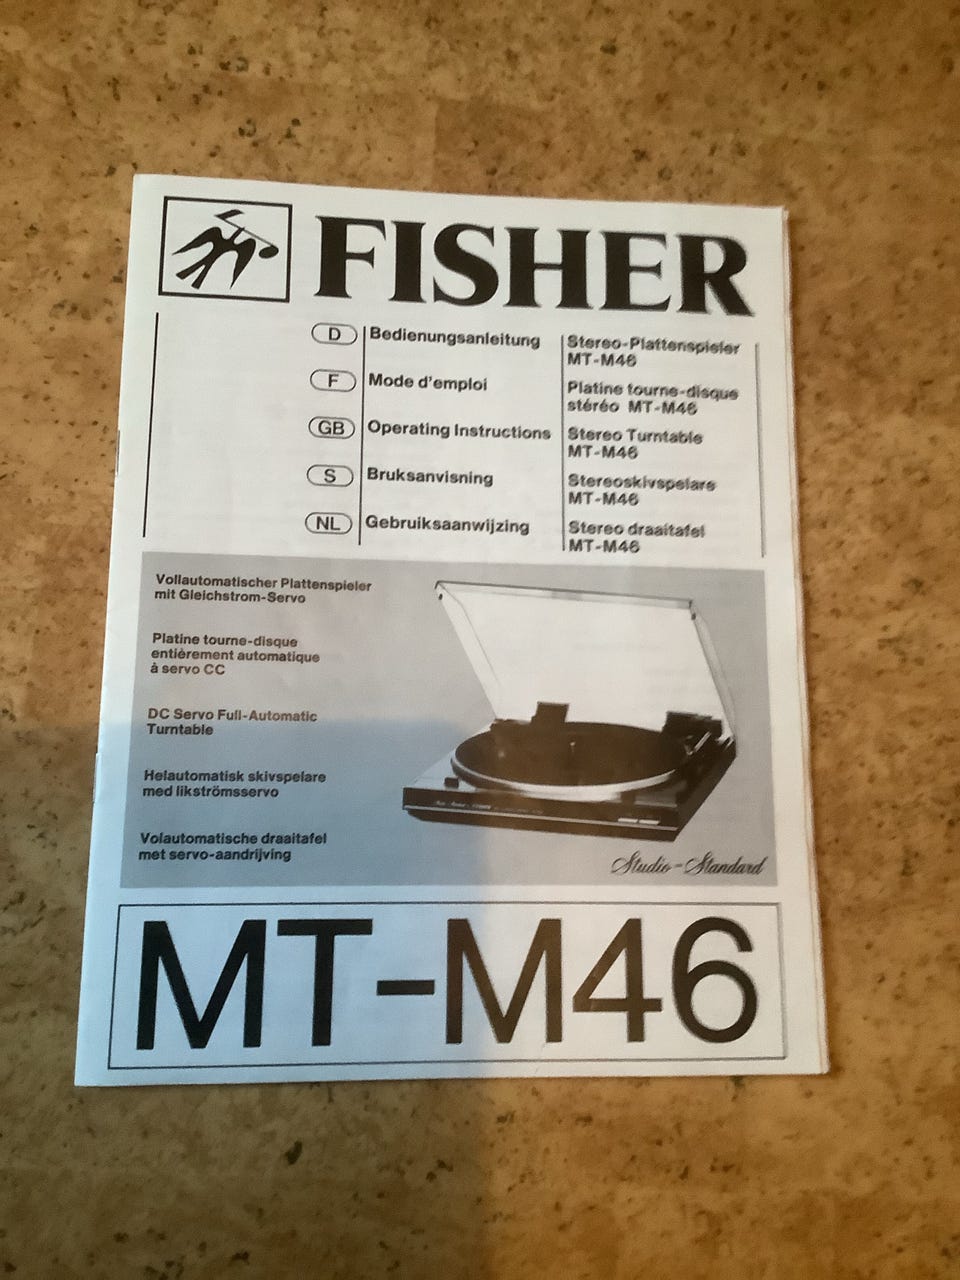 FISHER
D Bedienungsanleitung Stereo-Plattenspieler
MT-M46
F Mode d'emploi Platine tourne-disque
stéréo MT-M46
GB Operating Instructions Stereo Turntable
MT-M46
S Bruksanvisning Stereoskivspelare
MT-M46
NL Gebruiksaanwijzing Stereo draaitafel
MT-M46
Vollautomatischer Plattenspieler
mit Gleichstrom-Servo
Platine tourne-disque
entièrement automatique
à servo CC
DC Servo Full-Automatic
Turntable
Helautomatisk skivspelare
med likströmsservo
Volautomatische draaitafel
met servo-aandrijving
Studio-Standard
MT-M46